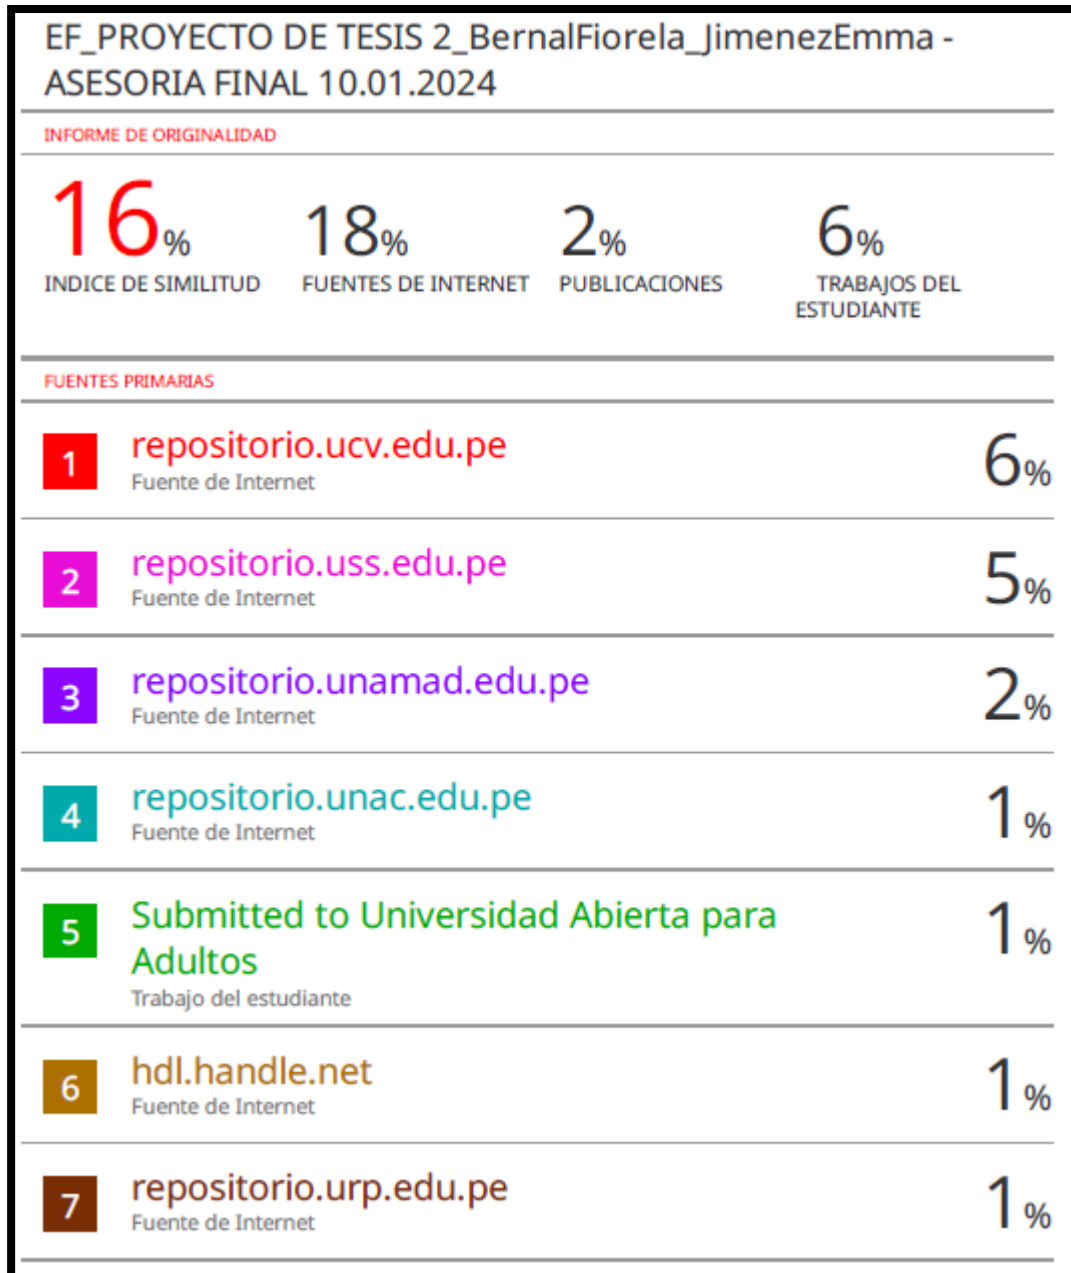 EF_PROYECTO DE TESIS 2_BernalFiorela_JimenezEmma -
ASESORIA FINAL 10.01.2024
INFORME DE ORIGINALIDAD
16%
INDICE DE SIMILITUD
18%
FUENTES DE INTERNET
2%
PUBLICACIONES
6%
TRABAJOS DEL
ESTUDIANTE
FUENTES PRIMARIAS
1
repositorio.ucv.edu.pe
Fuente de Internet
6%
2
repositorio.uss.edu.pe
Fuente de Internet
5%
3
repositorio.unamad.edu.pe
Fuente de Internet
2%
4
repositorio.unac.edu.pe
Fuente de Internet
1%
5
Submitted to Universidad Abierta para
Adultos
Trabajo del estudiante
1%
6
hdl.handle.net
Fuente de Internet
1%
7
repositorio.urp.edu.pe
Fuente de Internet
1%